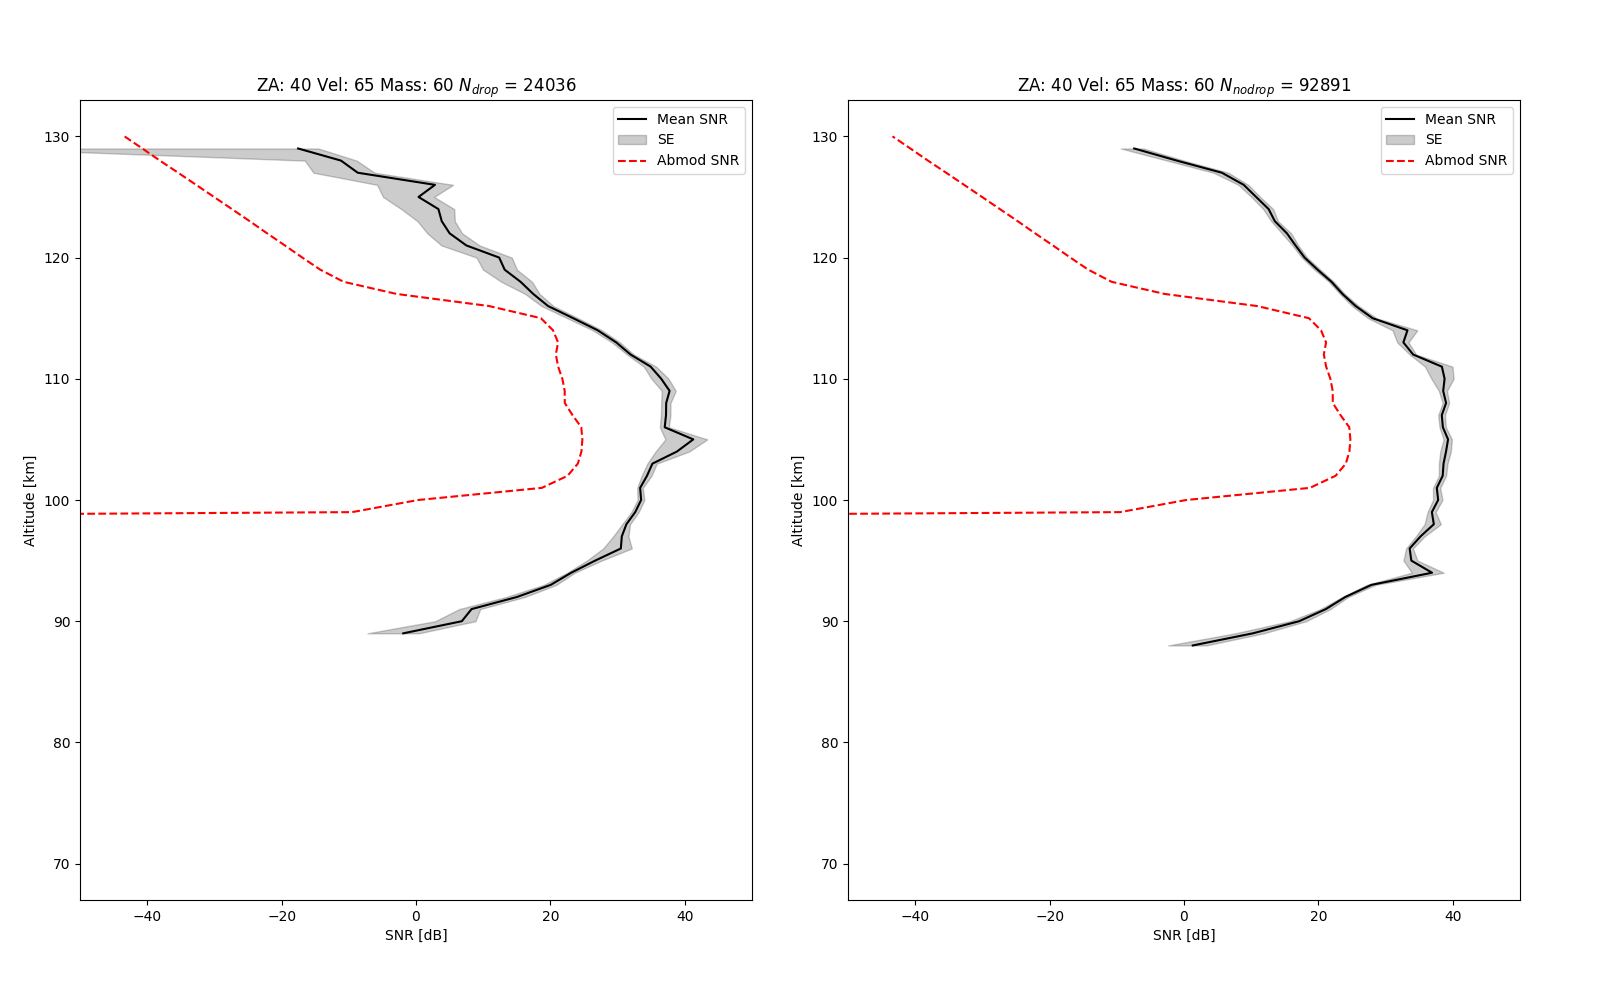 ZA: 40 Vel: 65 Mass: 60 N_drop = 24036
Mean SNR
SE
Abmod SNR
130
120
110
100
90
80
70
Altitude [km]
−40
−20
0
20
40
SNR [dB]
ZA: 40 Vel: 65 Mass: 60 N_nodrop = 92891
Mean SNR
SE
Abmod SNR
130
120
110
100
90
80
70
Altitude [km]
−40
−20
0
20
40
SNR [dB]